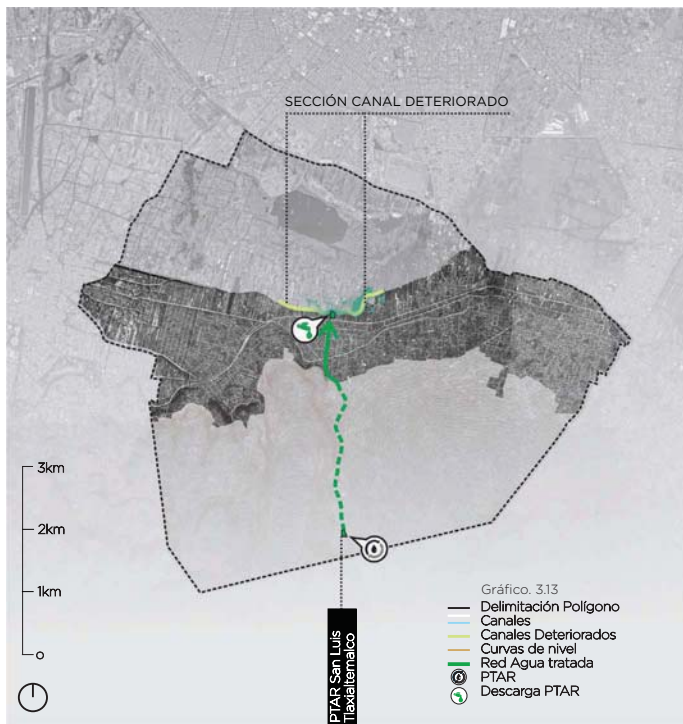 SECCIÓN CANAL DETERIORADO
3km
2km
1km
0
PTAR San Luis
Tlaxialtemalco
Gráfico. 3.13
Delimitación Polígono
Canales
Canales Deteriorados
Curvas de nivel
Red Agua tratada
PTAR
Descarga PTAR